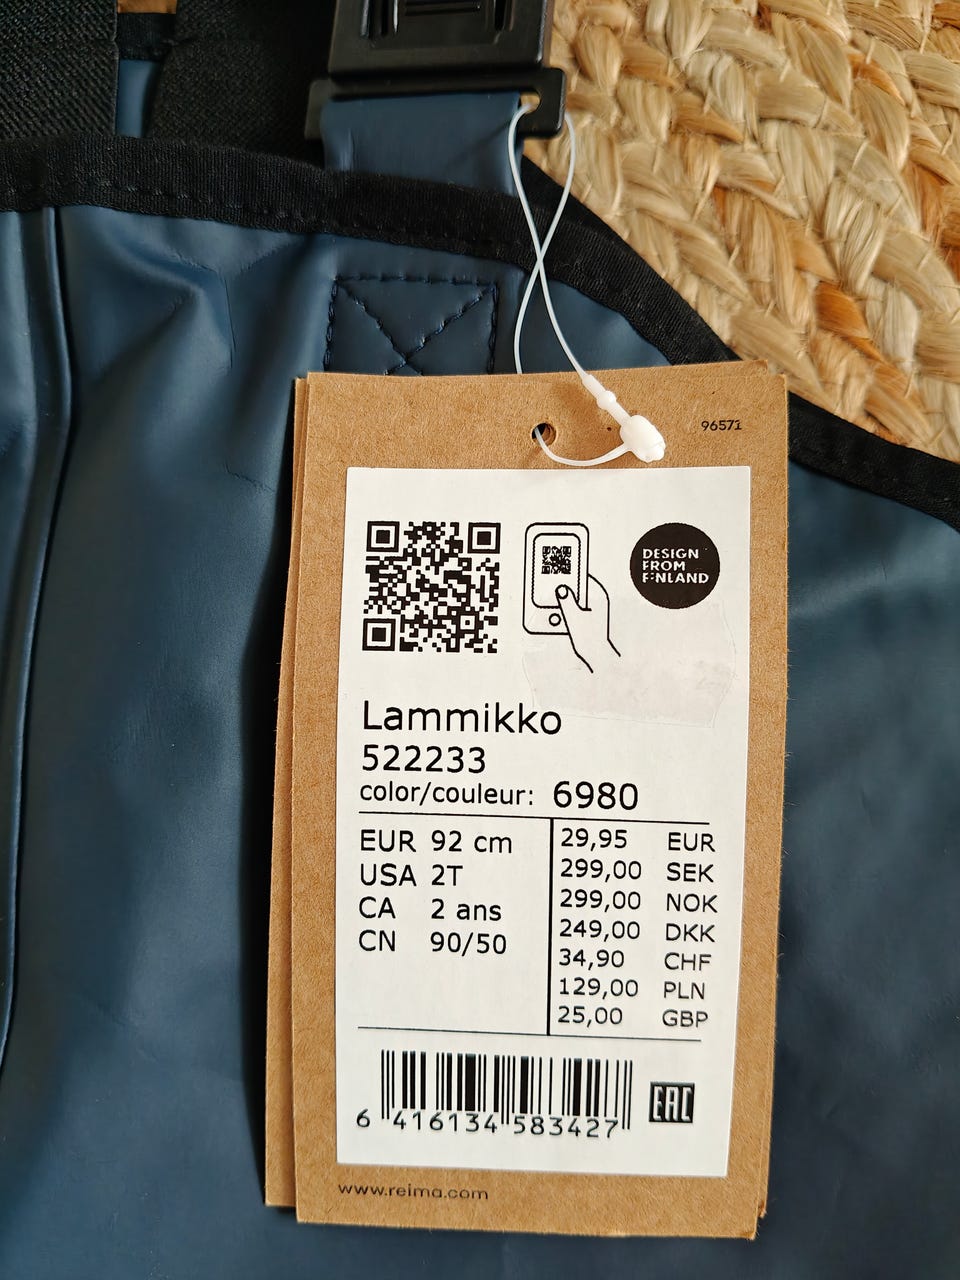 96571
DESIGN
FROM
FINLAND
Lammikko
522233
color/couleur: 6980
EUR 92 cm
USA 2T
CA 2 ans
CN 90/50
29,95 EUR
299,00 SEK
299,00 NOK
249,00 DKK
34,90 CHF
129,00 PLN
25,00 GBP
6 416134 583427
EAC
www.reima.com